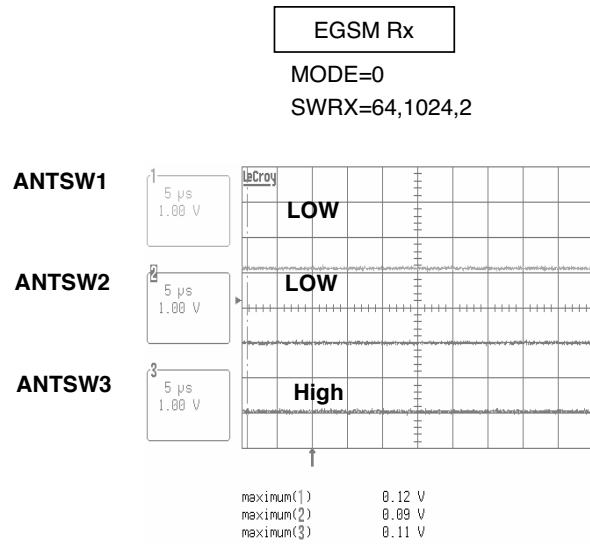 EGSM Rx
MODE=0
SWRX=64,1024,2
ANTSW1
1
5 µs
1.00 V
LeCroy
LOW
ANTSW2
2
5 µs
1.00 V
LOW
ANTSW3
3
5 µs
1.00 V
High
maximum(1) 0.12 V
maximum(2) 0.09 V
maximum(3) 0.11 V